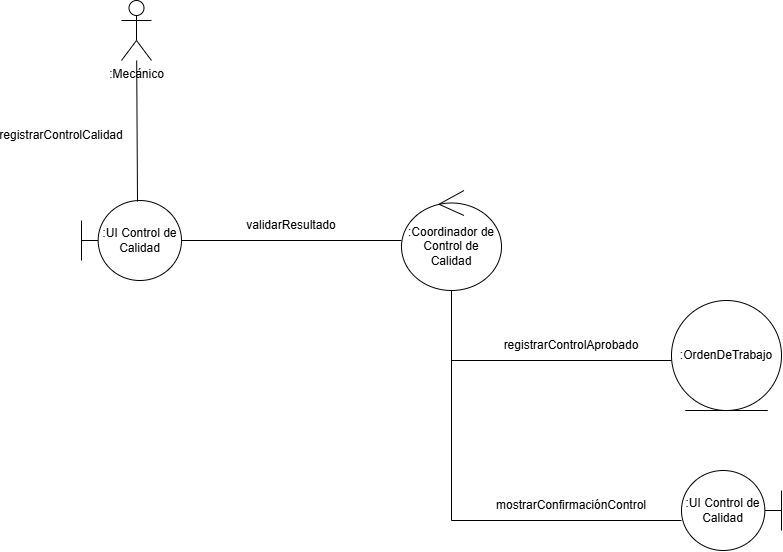 :Mecánico
registrarControlCalidad
:UI Control de
Calidad
validarResultado
:Coordinador de
Control de
Calidad
registrarControlAprobado
:OrdenDeTrabajo
mostrarConfirmaciónControl
:UI Control de
Calidad